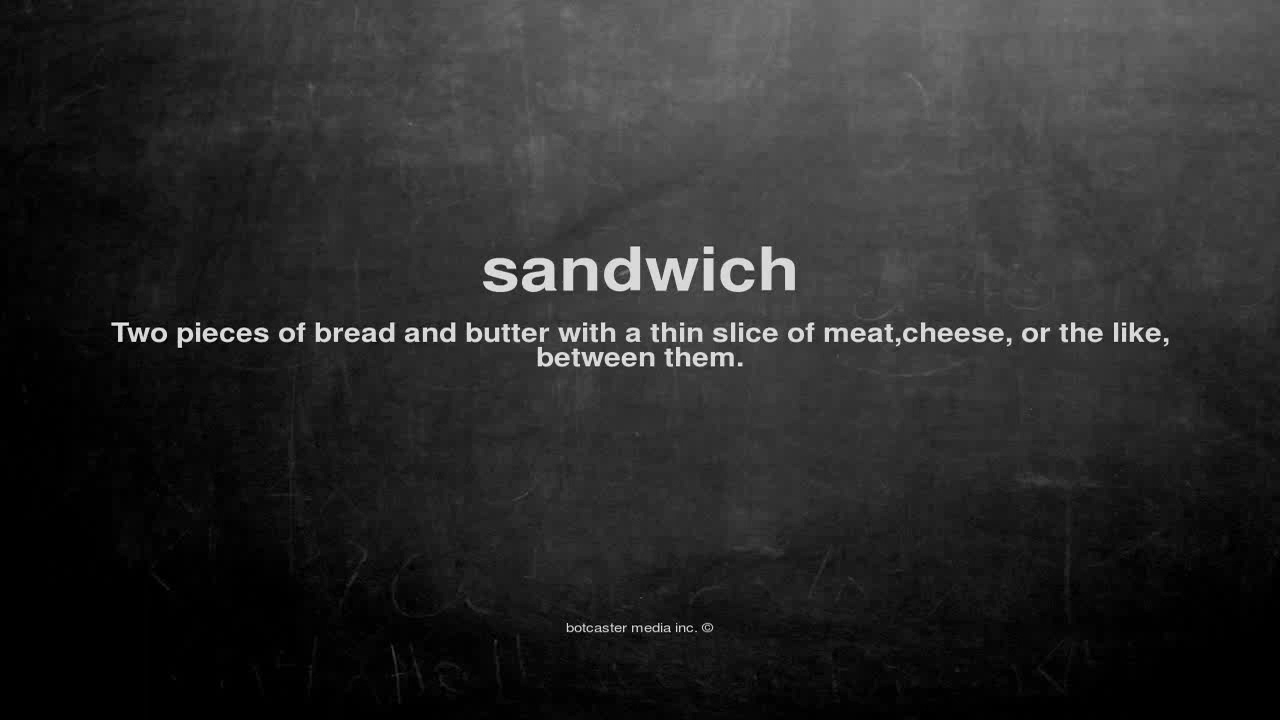 sandwich
Two pieces of bread and butter with a thin slice of meat,cheese, or the like,
between them.
botcaster media inc. ©